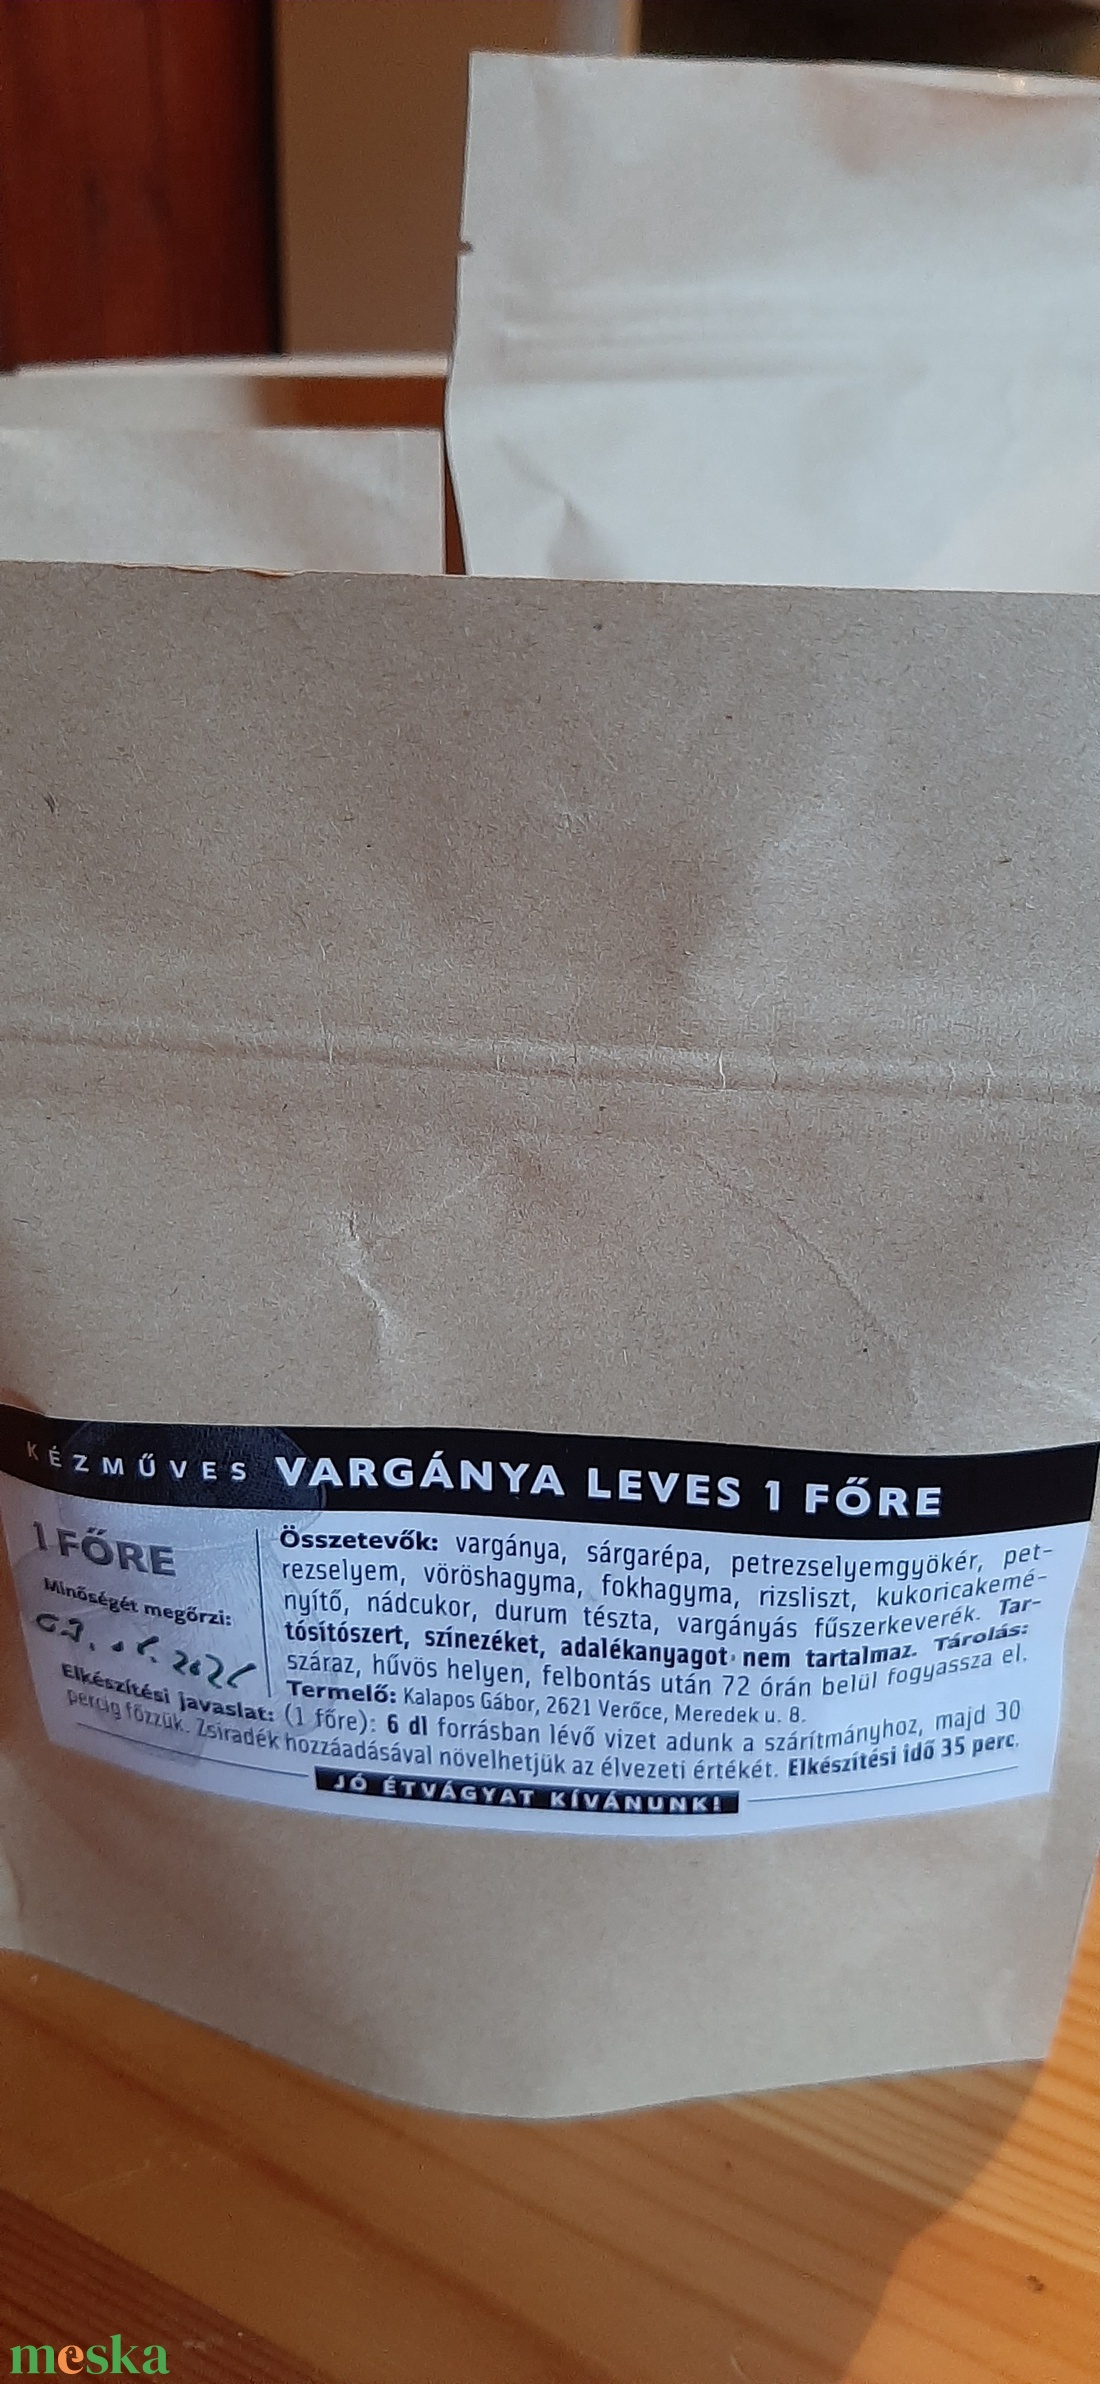 KÉZMŰVES VARGÁNYA LEVES 1 FŐRE
1 FŐRE
Minőségét megőrzi:
Összetevők: vargánya, sárgarépa, petrezselyemgyökér, pet-
rezselyem, vöröshagyma, fokhagyma, rizsliszt, kukoricakemé-
nyítő, nádcukor, durum tészta, vargányás fűszerkeverék. Tar-
tósítószert, színezéket, adalékanyagot nem tartalmaz. Tárolás:
száraz, hűvös helyen, felbontás után 72 órán belül fogyassza el.
Termelő: Kalapos Gábor, 2621 Verőce, Meredek u. 8.
Elkészítési javaslat: (1 főre): 6 dl forrásban lévő vizet adunk a szárítmányhoz, majd 30
percig főzzük. Zsiradék hozzáadásával növelhetjük az élvezeti értékét. Elkészítési idő 35 perc.
JÓ ÉTVÁGYAT KÍVÁNUNK!
meska